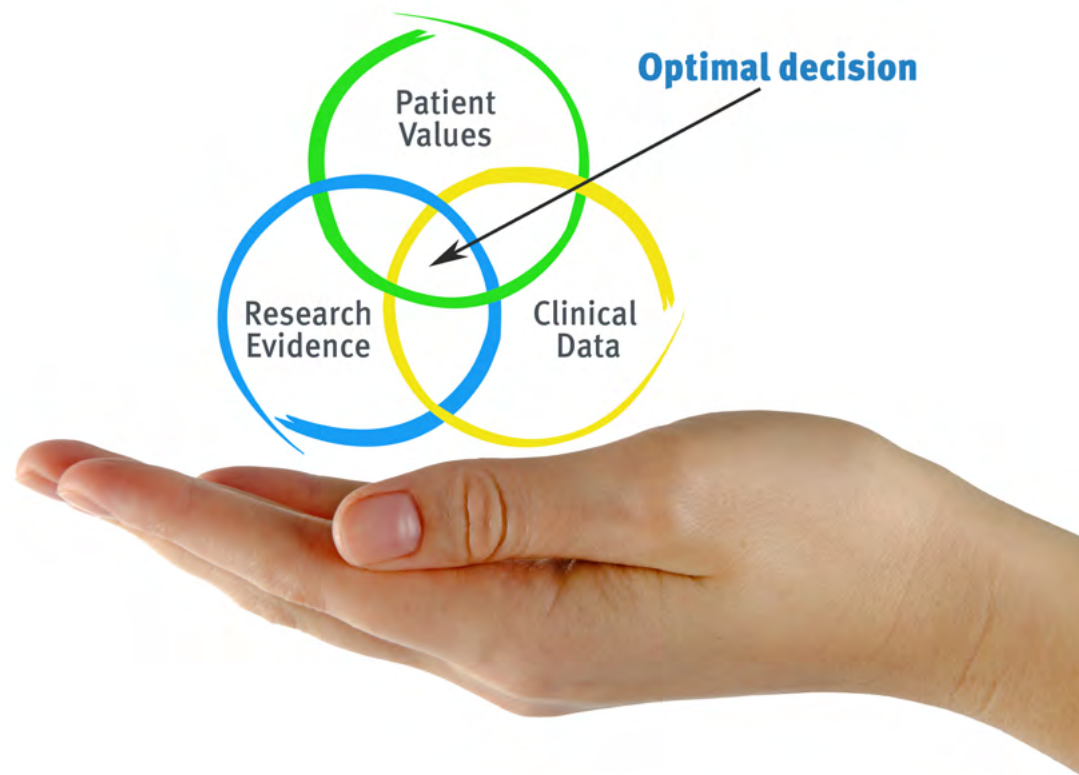 Optimal decision
Patient
Values
Research
Evidence
Clinical
Data